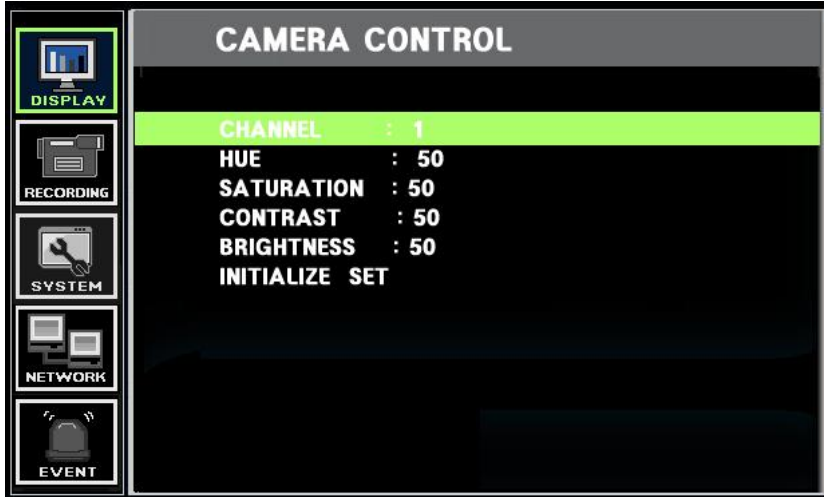 CAMERA CONTROL
DISPLAY
CHANNEL : 1
HUE : 50
RECORDING
SATURATION : 50
CONTRAST : 50
BRIGHTNESS : 50
INITIALIZE SET
SYSTEM
NETWORK
EVENT